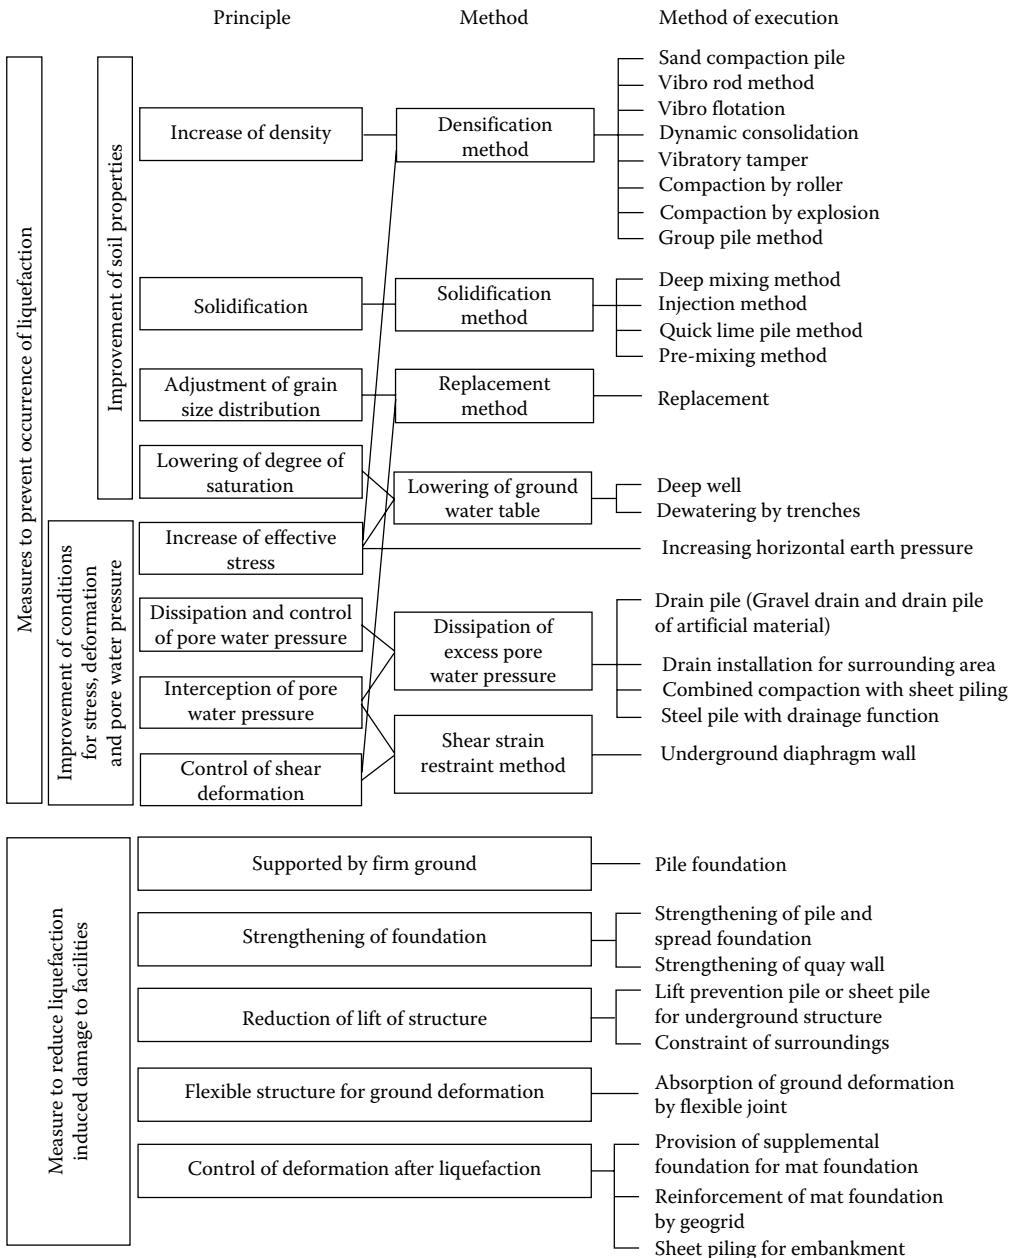 Principle
Method
Method of execution
Measures to prevent occurrence of liquefaction
Improvement of soil properties
Increase of density
Densification
method
Sand compaction pile
Vibro rod method
Vibro flotation
Dynamic consolidation
Vibratory tamper
Compaction by roller
Compaction by explosion
Group pile method
Solidification
Solidification
method
Deep mixing method
Injection method
Quick lime pile method
Pre-mixing method
Adjustment of grain
size distribution
Replacement
method
Replacement
Lowering of degree of
saturation
Lowering of ground
water table
Deep well
Dewatering by trenches
Improvement of conditions
for stress, deformation
and pore water pressure
Increase of effective
stress
Increasing horizontal earth pressure
Dissipation and control
of pore water pressure
Dissipation of
excess pore
water pressure
Drain pile (Gravel drain and drain pile
of artificial material)
Drain installation for surrounding area
Combined compaction with sheet piling
Steel pile with drainage function
Interception of pore
water pressure
Shear strain
restraint method
Underground diaphragm wall
Control of shear
deformation
Measure to reduce liquefaction
induced damage to facilities
Supported by firm ground
Pile foundation
Strengthening of foundation
Strengthening of pile and
spread foundation
Strengthening of quay wall
Reduction of lift of structure
Lift prevention pile or sheet pile
for underground structure
Constraint of surroundings
Flexible structure for ground deformation
Absorption of ground deformation
by flexible joint
Control of deformation after liquefaction
Provision of supplemental
foundation for mat foundation
Reinforcement of mat foundation
by geogrid
Sheet piling for embankment